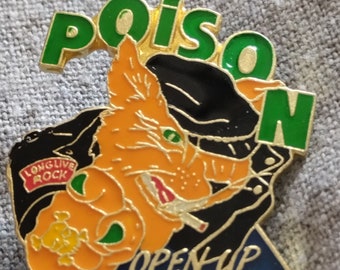 POiSON
LONG LIVE
ROCK
OPEN UP